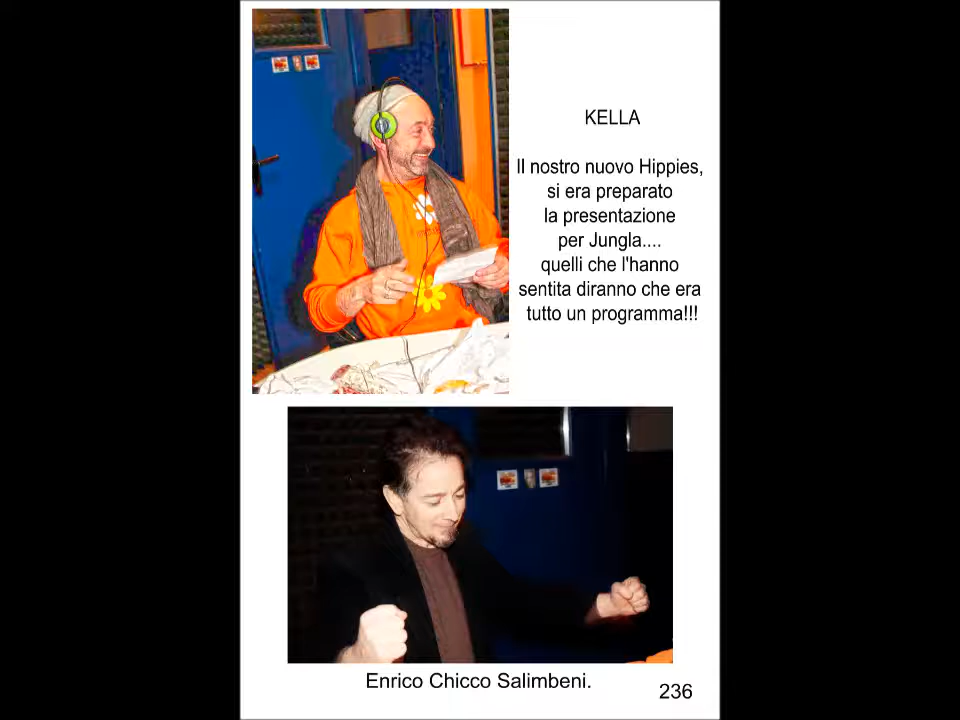 KELLA
Il nostro nuovo Hippies,
si era preparato
la presentazione
per Jungla....
quelli che l'hanno
sentita diranno che era
tutto un programma!!!
Enrico Chicco Salimbeni.
236